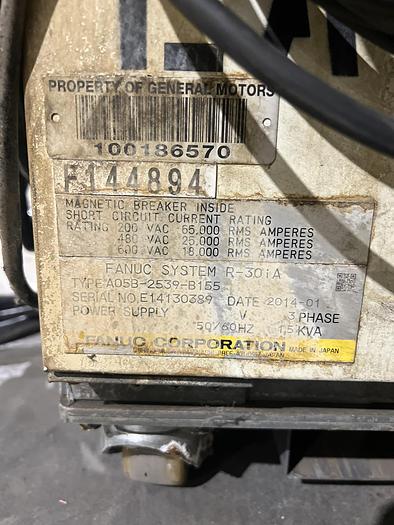 PROPERTY OF GENERAL MOTORS
100186570
F144894
MAGNETIC BREAKER INSIDE
SHORT CIRCUIT CURRENT RATING
RATING 200 VAC 65,000 RMS AMPERES
480 VAC 25,000 RMS AMPERES
600 VAC 18,000 RMS AMPERES
FANUC SYSTEM R-30iA
TYPE A05B-2539-B155
SERIAL NO. E14130389 DATE 2014-01
POWER SUPPLY V 3 PHASE
50/60HZ KVA
FANUC CORPORATION MADE IN JAPAN